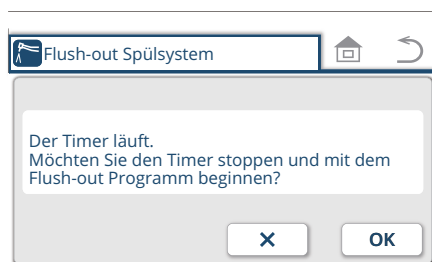 Flush-out Spülsystem
Der Timer läuft.
Möchten Sie den Timer stoppen und mit dem
Flush-out Programm beginnen?
× OK